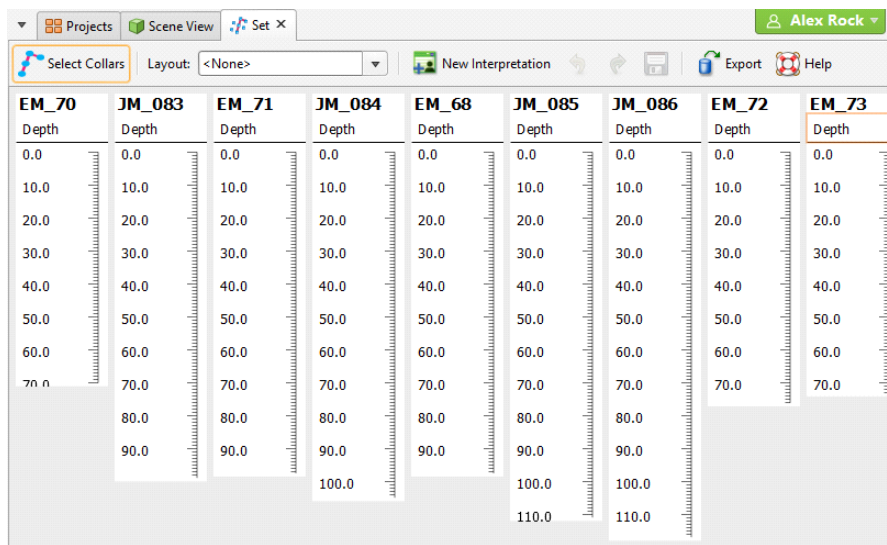 Projects Scene View Set Alex Rock
Select Collars Layout: <None> New Interpretation Export Help
EM_70 JM_083 EM_71 JM_084 EM_68 JM_085 JM_086 EM_72 EM_73
Depth Depth Depth Depth Depth Depth Depth Depth Depth
0.0 0.0 0.0 0.0 0.0 0.0 0.0 0.0 0.0
10.0 10.0 10.0 10.0 10.0 10.0 10.0 10.0 10.0
20.0 20.0 20.0 20.0 20.0 20.0 20.0 20.0 20.0
30.0 30.0 30.0 30.0 30.0 30.0 30.0 30.0 30.0
40.0 40.0 40.0 40.0 40.0 40.0 40.0 40.0 40.0
50.0 50.0 50.0 50.0 50.0 50.0 50.0 50.0 50.0
60.0 60.0 60.0 60.0 60.0 60.0 60.0 60.0 60.0
70.0 70.0 70.0 70.0 70.0 70.0 70.0 70.0 70.0
80.0 80.0 80.0 80.0 80.0 80.0
90.0 90.0 90.0 90.0 90.0 90.0
100.0 100.0 100.0
110.0 110.0